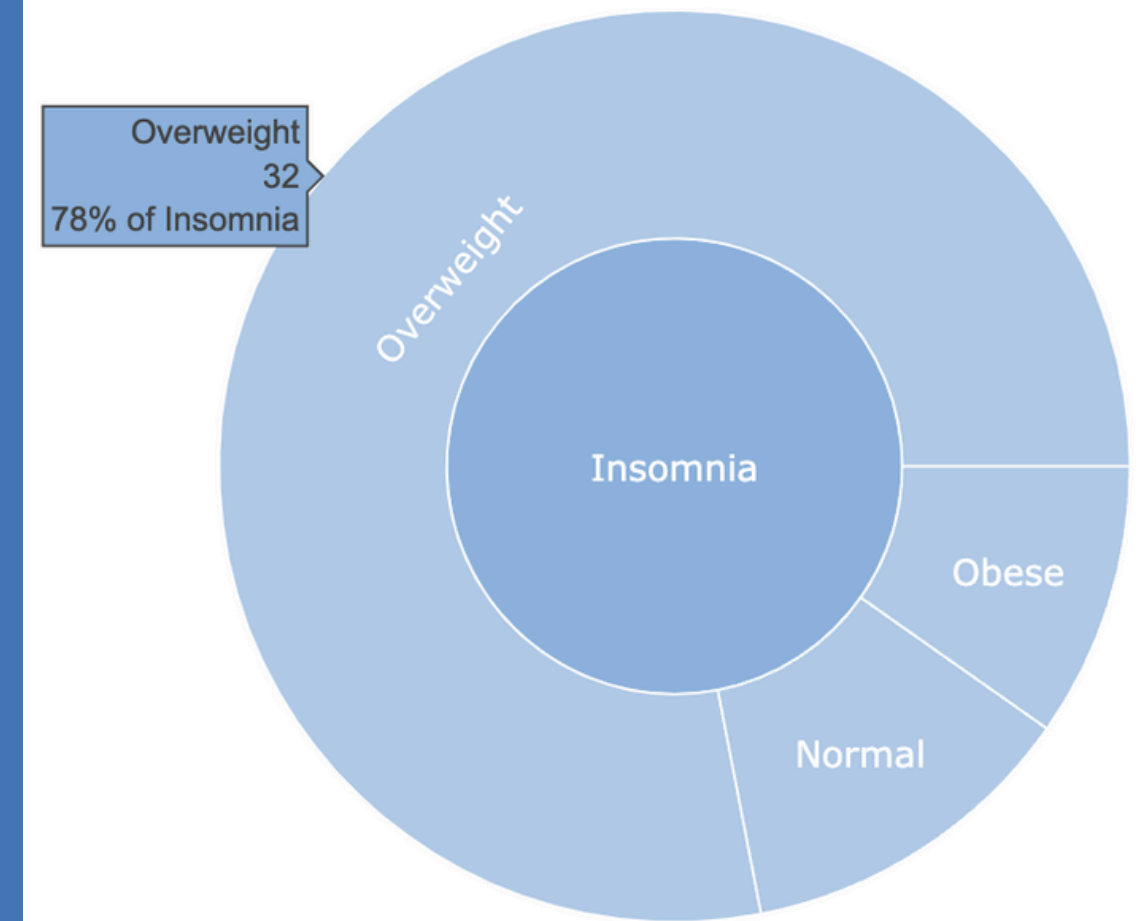 Overweight
32
78% of Insomnia
Overweight
Insomnia
Obese
Normal